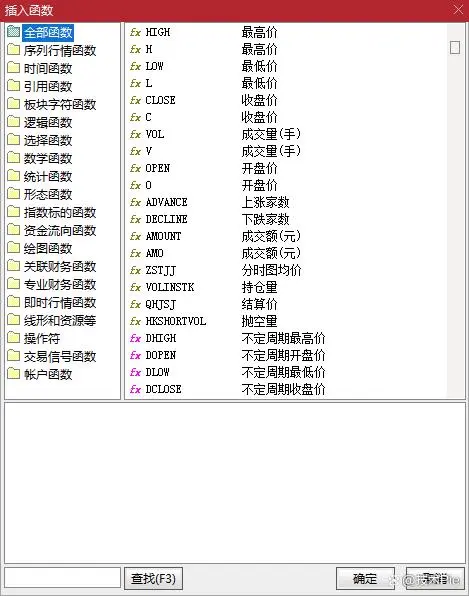 插入函数
全部函数
序列行情函数
时间函数
引用函数
板块字符函数
逻辑函数
选择函数
数学函数
统计函数
形态函数
指数标的函数
资金流向函数
绘图函数
关联财务函数
专业财务函数
即时行情函数
线形和资源等
操作符
交易信号函数
帐户函数
fx HIGH 最高价
fx H 最高价
fx LOW 最低价
fx L 最低价
fx CLOSE 收盘价
fx C 收盘价
fx VOL 成交量(手)
fx V 成交量(手)
fx OPEN 开盘价
fx O 开盘价
fx ADVANCE 上涨家数
fx DECLINE 下跌家数
fx AMOUNT 成交额(元)
fx AMO 成交额(元)
fx ZSTJJ 分时图均价
fx VOLINSTK 持仓量
fx QHJSJ 结算价
fx HKSHORTVOL 抛空量
fx DHIGH 不定周期最高价
fx DOPEN 不定周期开盘价
fx DLOW 不定周期最低价
fx DCLOSE 不定周期收盘价
查找(F3)
确定
取消